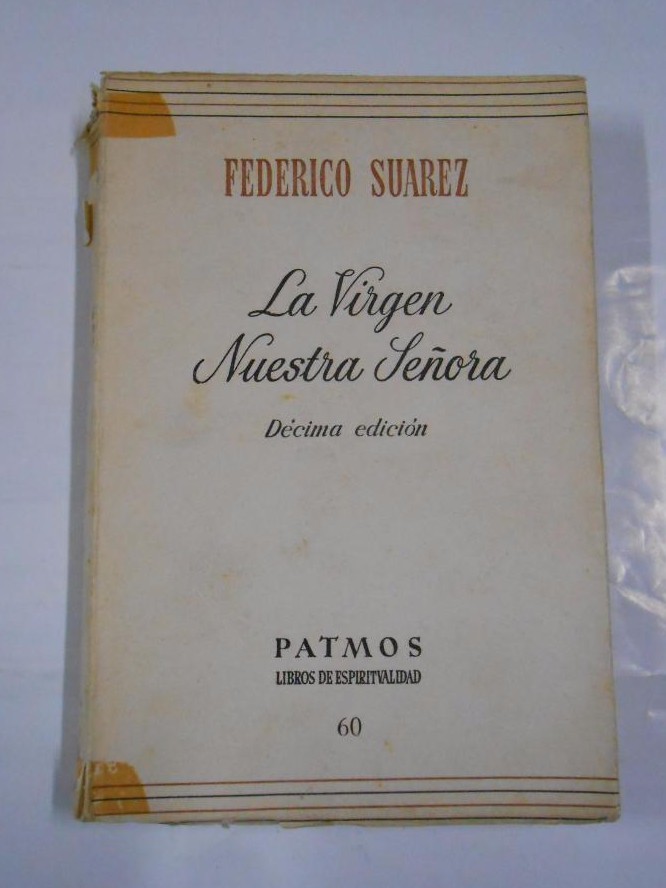 FEDERICO SUAREZ
La Virgen
Nuestra Señora
Décima edición
PATMOS
LIBROS DE ESPIRITVALIDAD
60